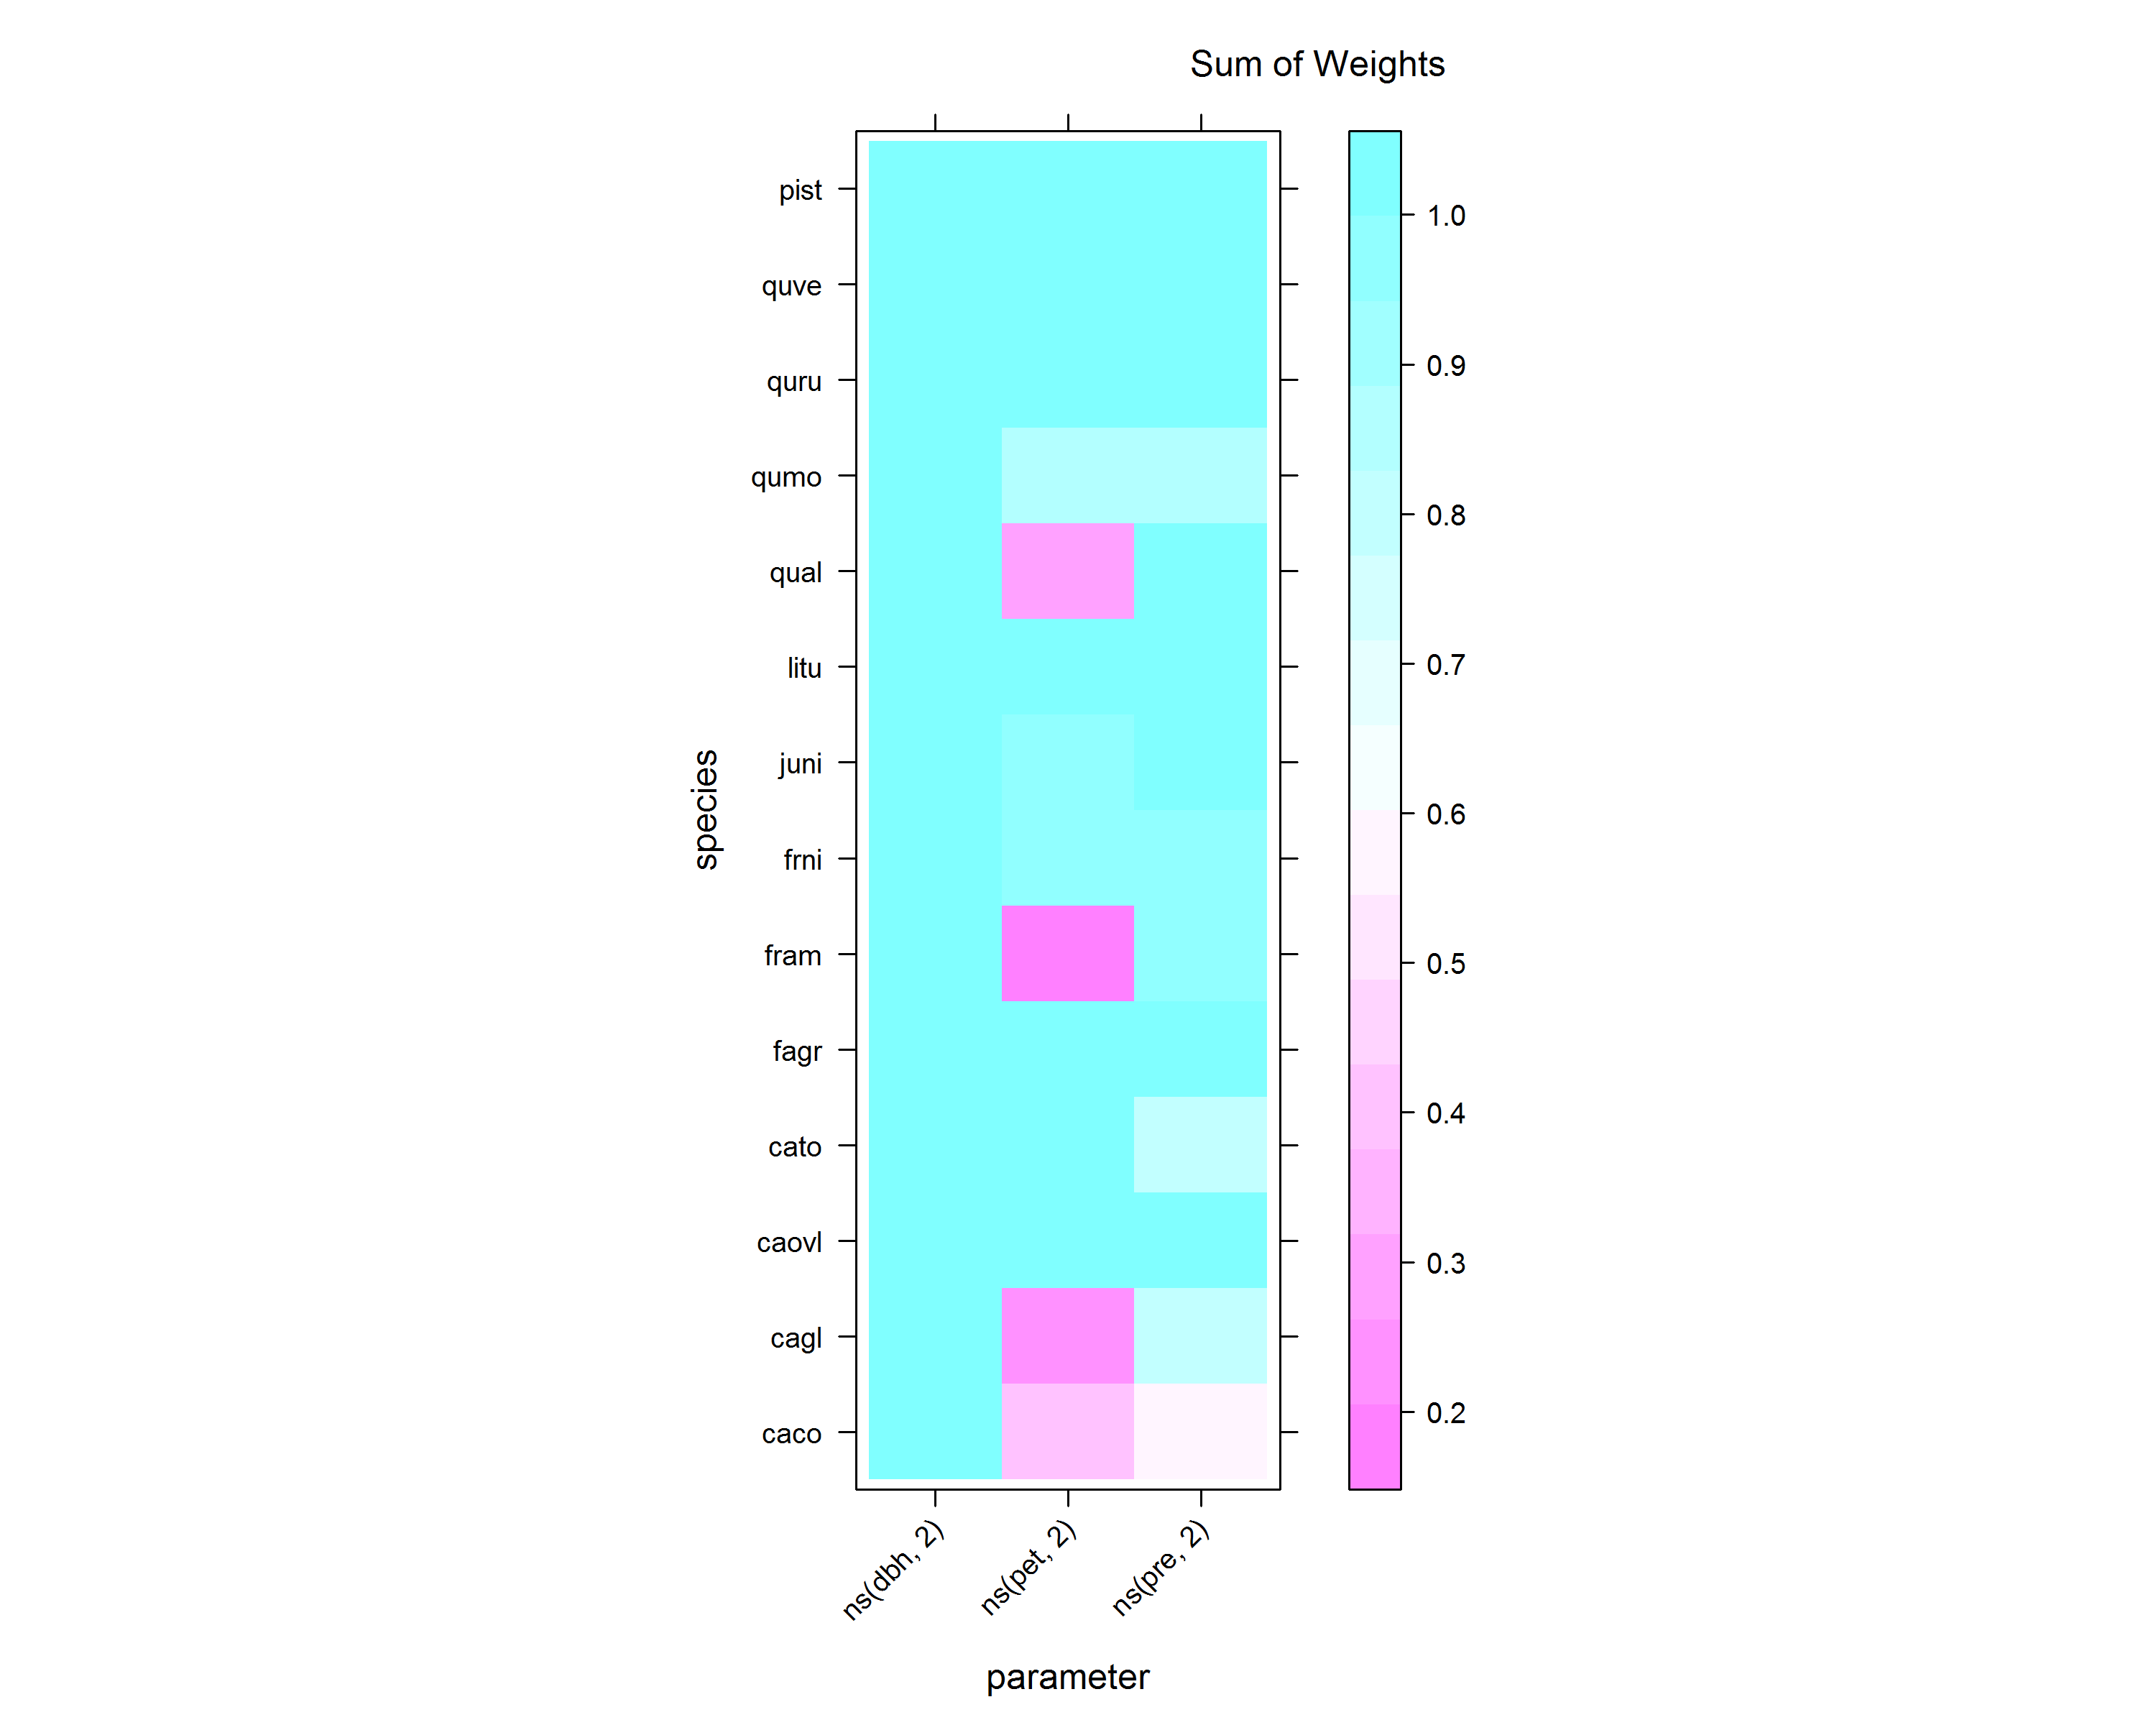 Sum of Weights
pist
quve
quru
qumo
qual
litu
juni
frni
fram
fagr
cato
caovl
cagl
caco
species
1.0
0.9
0.8
0.7
0.6
0.5
0.4
0.3
0.2
ns(dbh, 2)
ns(pet, 2)
ns(pre, 2)
parameter